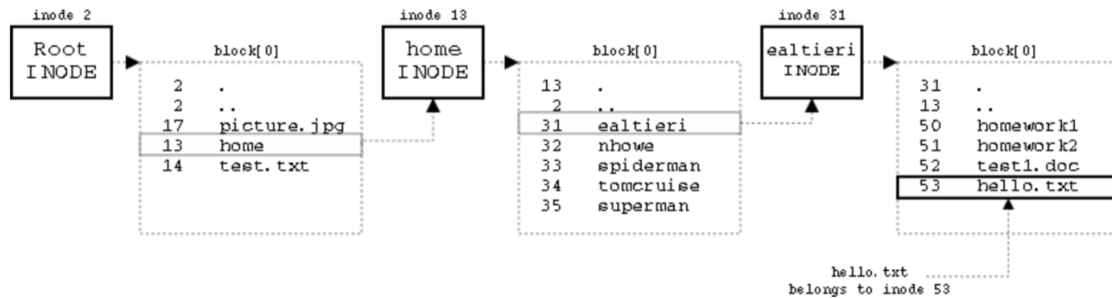 inode 2
Root
INODE
block[0]
2 .
2 ..
17 picture.jpg
13 home
14 test.txt
inode 13
home
INODE
block[0]
13 .
2 ..
31 ealtieri
32 nhowe
33 spiderman
34 tomcruise
35 superman
inode 31
ealtieri
INODE
block[0]
31 .
13 ..
50 homework1
51 homework2
52 test1.doc
53 hello.txt
hello.txt
belongs to inode 53